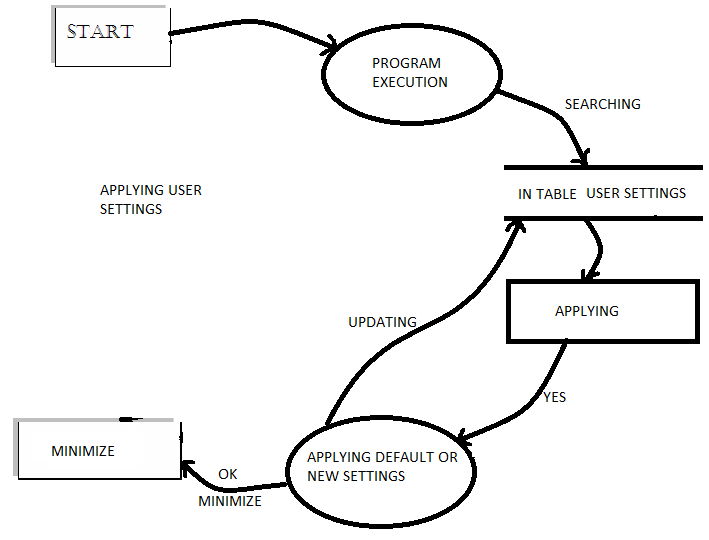 START
PROGRAM
EXECUTION
SEARCHING
APPLYING USER
SETTINGS
IN TABLE USER SETTINGS
APPLYING
UPDATING
YES
APPLYING DEFAULT OR
NEW SETTINGS
MINIMIZE
OK
MINIMIZE